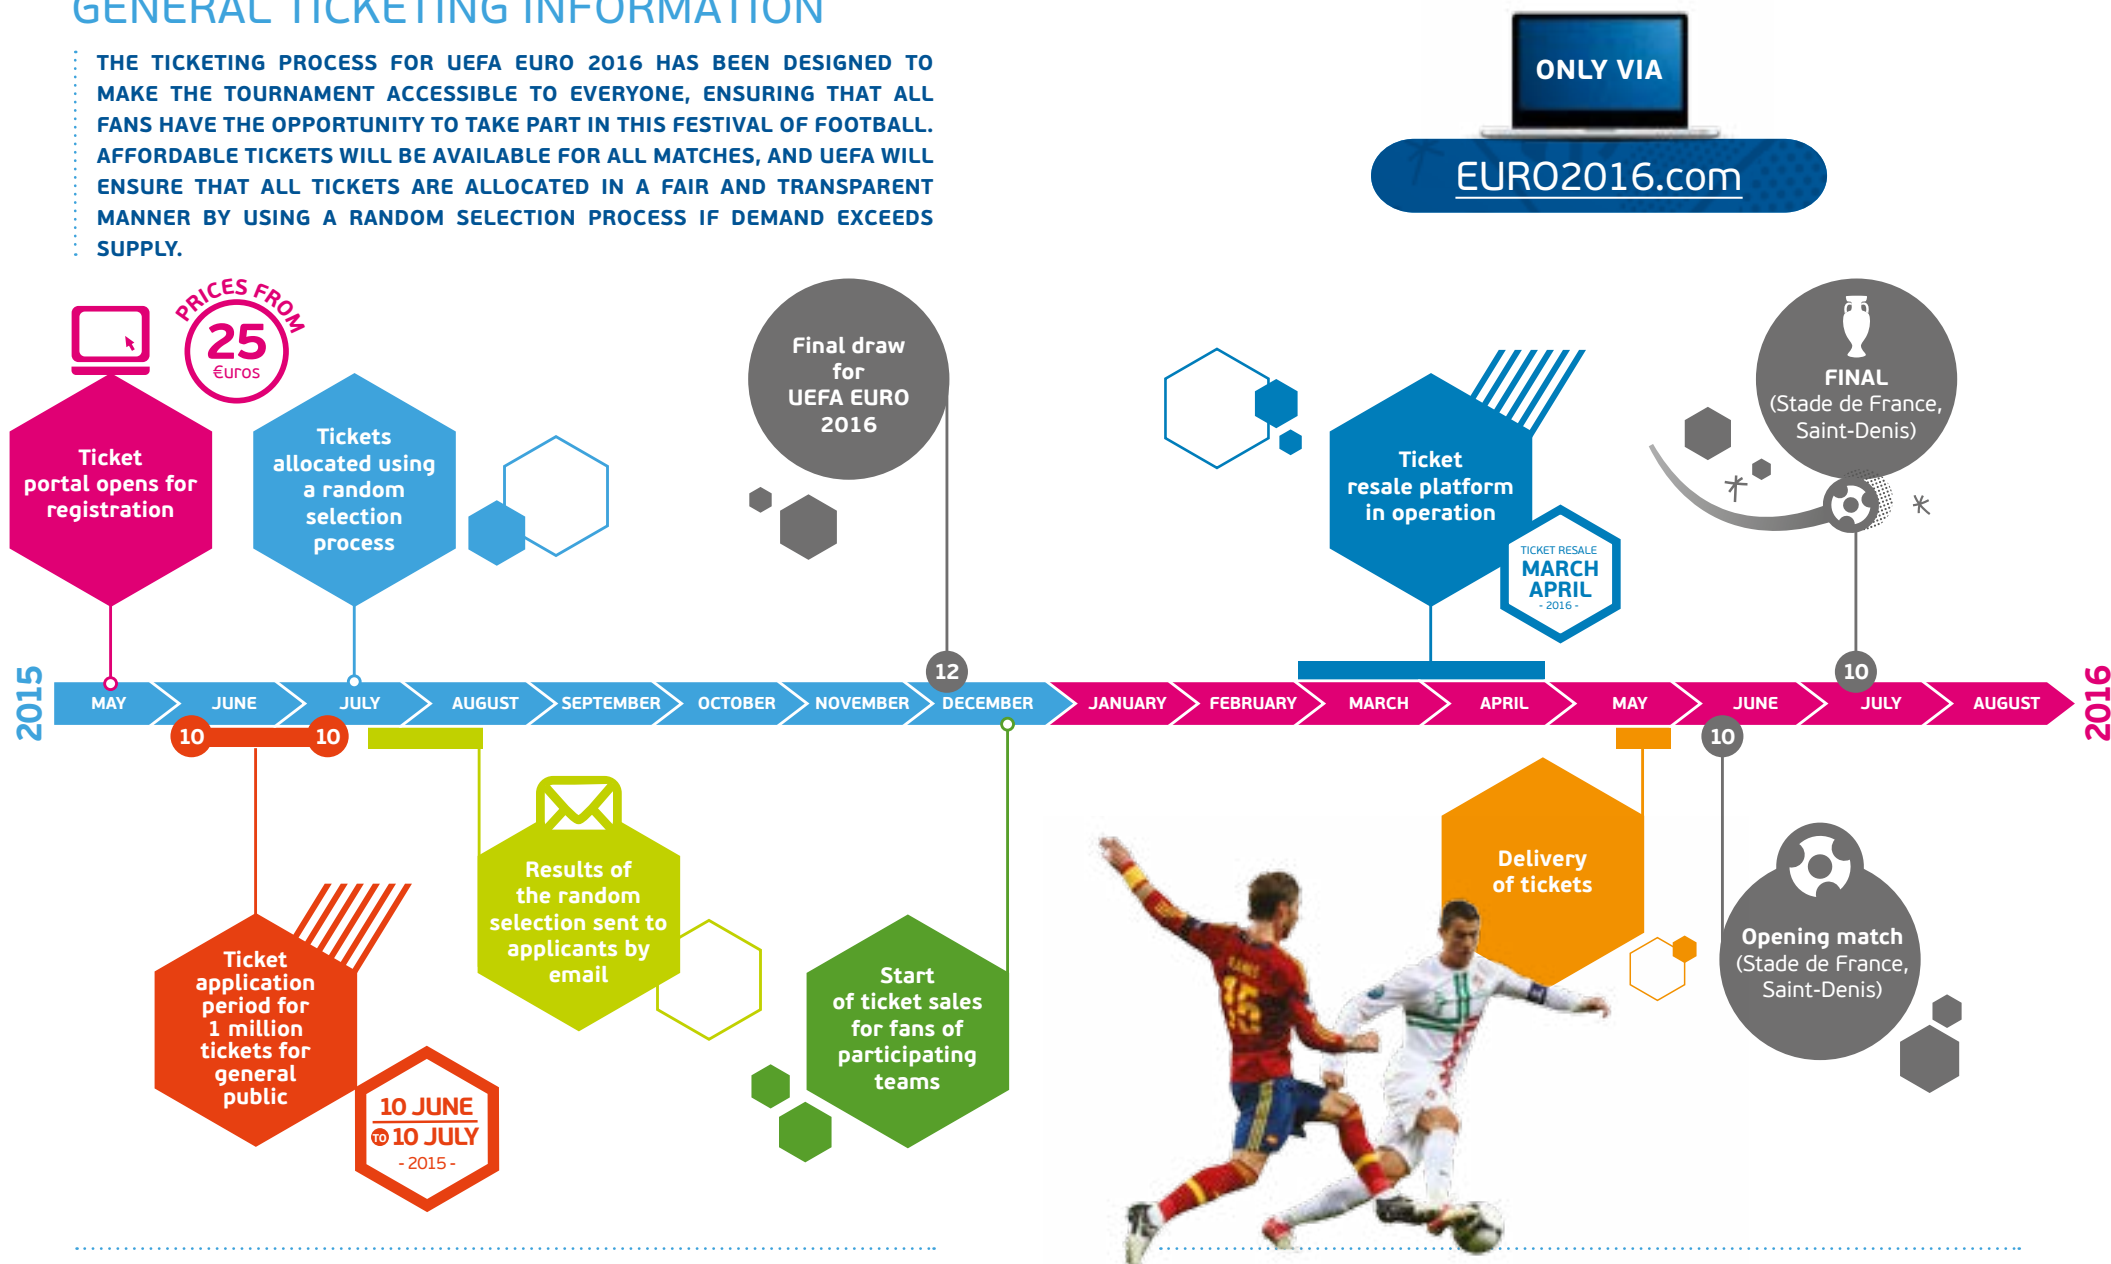 GENERAL TICKETING INFORMATION
THE TICKETING PROCESS FOR UEFA EURO 2016 HAS BEEN DESIGNED TO
MAKE THE TOURNAMENT ACCESSIBLE TO EVERYONE, ENSURING THAT ALL
FANS HAVE THE OPPORTUNITY TO TAKE PART IN THIS FESTIVAL OF FOOTBALL.
AFFORDABLE TICKETS WILL BE AVAILABLE FOR ALL MATCHES, AND UEFA WILL
ENSURE THAT ALL TICKETS ARE ALLOCATED IN A FAIR AND TRANSPARENT
MANNER BY USING A RANDOM SELECTION PROCESS IF DEMAND EXCEEDS
SUPPLY.
ONLY VIA
EURO2016.com
PRICES FROM
25
€uros
Ticket
portal opens for
registration
Tickets
allocated using
a random
selection
process
Final draw
for
UEFA EURO
2016
Ticket
resale platform
in operation
TICKET RESALE
MARCH
APRIL
- 2016 -
FINAL
(Stade de France,
Saint-Denis)
12
10
2015
MAY
JUNE
JULY
AUGUST
SEPTEMBER
OCTOBER
NOVEMBER
DECEMBER
JANUARY
FEBRUARY
MARCH
APRIL
MAY
JUNE
JULY
AUGUST
2016
10
10
10
Ticket
application
period for
1 million
tickets for
general
public
10 JUNE
TO 10 JULY
- 2015 -
Results of
the random
selection sent to
applicants by
email
Start
of ticket sales
for fans of
participating
teams
Delivery
of tickets
Opening match
(Stade de France,
Saint-Denis)
15